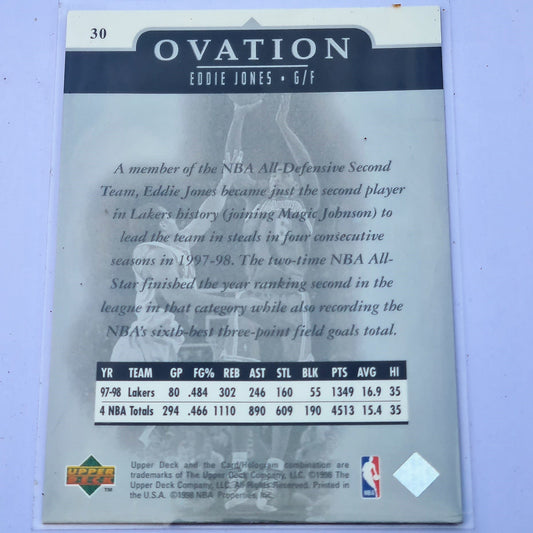 30
OVATION
EDDIE JONES • G/F
A member of the NBA All-Defensive Second
Team, Eddie Jones became just the second player
in Lakers history (joining Magic Johnson) to
lead the team in steals in four consecutive
seasons in 1997-98. The two-time NBA All-
Star finished the year ranking second in the
league in that category while also recording the
NBA's sixth-best three-point field goals total.
YR TEAM GP FG% REB AST STL BLK PTS AVG HI
97-98 Lakers 80 .484 302 246 160 55 1349 16.9 35
4 NBA Totals 294 .466 1110 890 609 190 4513 15.4 35
Upper Deck and the Card/Hologram combination are
trademarks of The Upper Deck Company, LLC. ©1998 The
Upper Deck Company, LLC. All Rights Reserved. Printed in
the U.S.A. ©1998 NBA Properties, Inc.
UPPER
DECK
TM
NBA